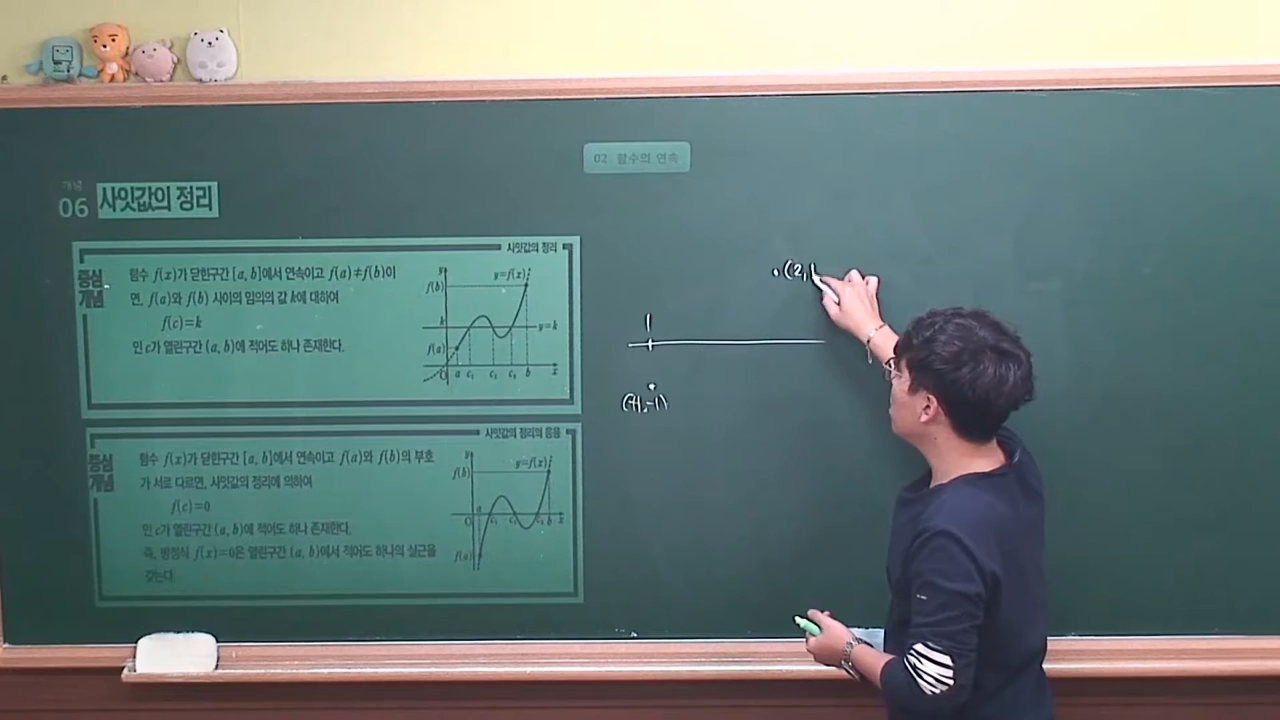 02 함수의 연속
개념
06 사잇값의 정리
사잇값의 정리
중심
개념
함수 f(x)가 닫힌구간 [a, b]에서 연속이고 f(a)≠f(b)이
면, f(a)와 f(b) 사이의 임의의 값 k에 대하여
f(c)=k
인 c가 열린구간 (a, b)에 적어도 하나 존재한다.
y
y=f(x)
f(b)
k
y=k
f(a)
O a c₁ c₂ c₃ b x
사잇값의 정리의 응용
중심
개념
함수 f(x)가 닫힌구간 [a, b]에서 연속이고 f(a)와 f(b)의 부호
가 서로 다르면, 사잇값의 정리에 의하여
f(c)=0
인 c가 열린구간 (a, b)에 적어도 하나 존재한다.
즉, 방정식 f(x)=0은 열린구간 (a, b)에서 적어도 하나의 실근을
갖는다.
y
y=f(x)
f(b)
a
O c₁ c₂ c₃ b x
f(a)
(2,
1